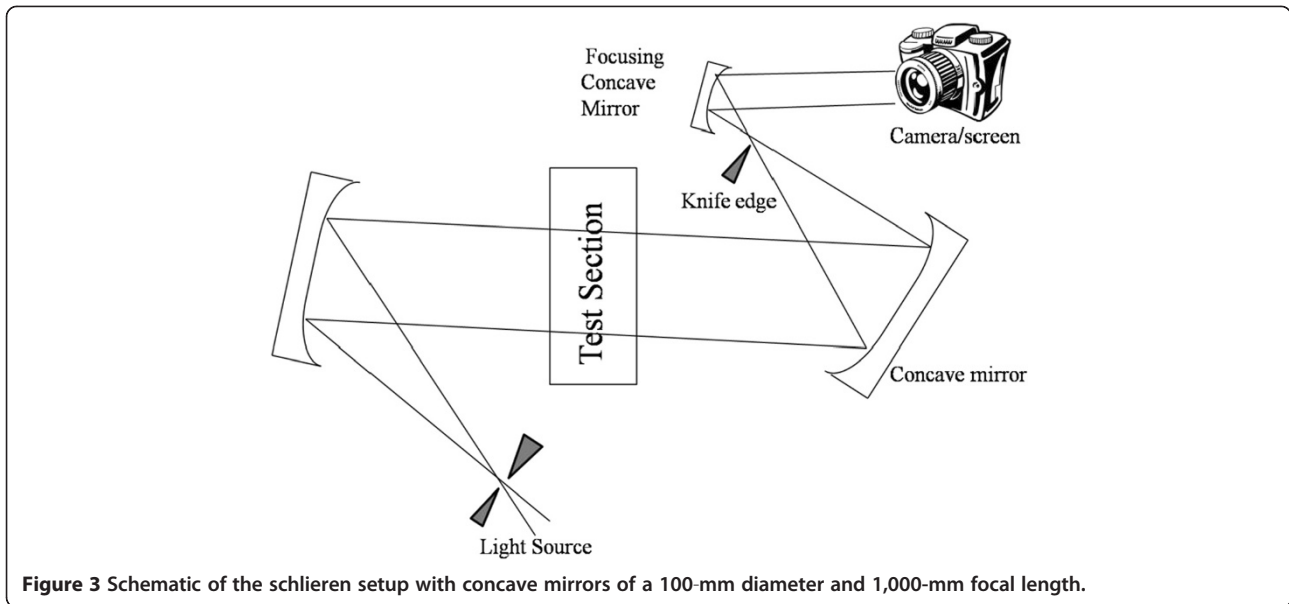 Focusing
Concave
Mirror
Camera/screen
Knife edge
Test Section
Concave mirror
Light Source
Figure 3 Schematic of the schlieren setup with concave mirrors of a 100-mm diameter and 1,000-mm focal length.